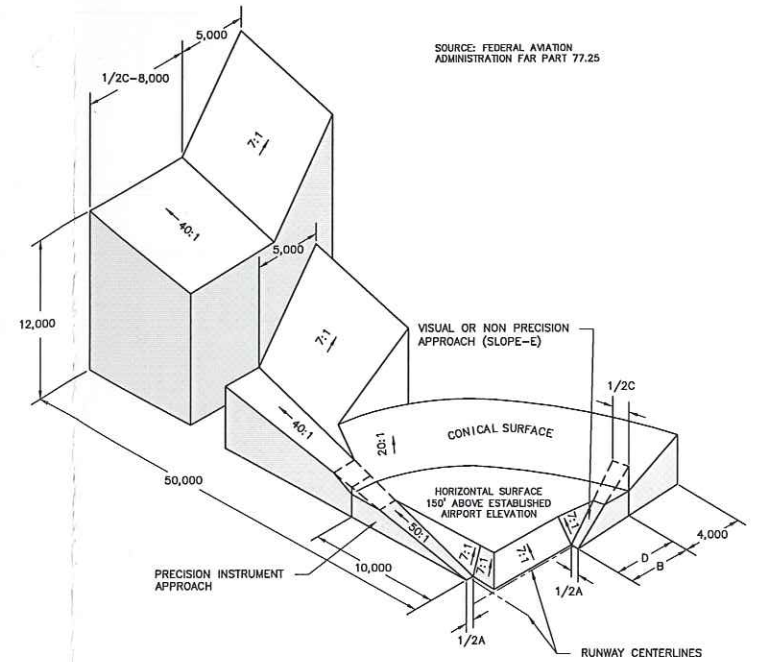 5,000
SOURCE: FEDERAL AVIATION
ADMINISTRATION FAR PART 77.25
1/2C-8,000
7:1
40:1
5,000
12,000
7:1
VISUAL OR NON PRECISION
APPROACH (SLOPE-E)
1/2C
40:1
20:1
CONICAL SURFACE
50,000
HORIZONTAL SURFACE
150' ABOVE ESTABLISHED
AIRPORT ELEVATION
50:1
7:1
7:1
7:1
7:1
4,000
D
B
PRECISION INSTRUMENT
APPROACH
10,000
1/2A
1/2A
RUNWAY CENTERLINES